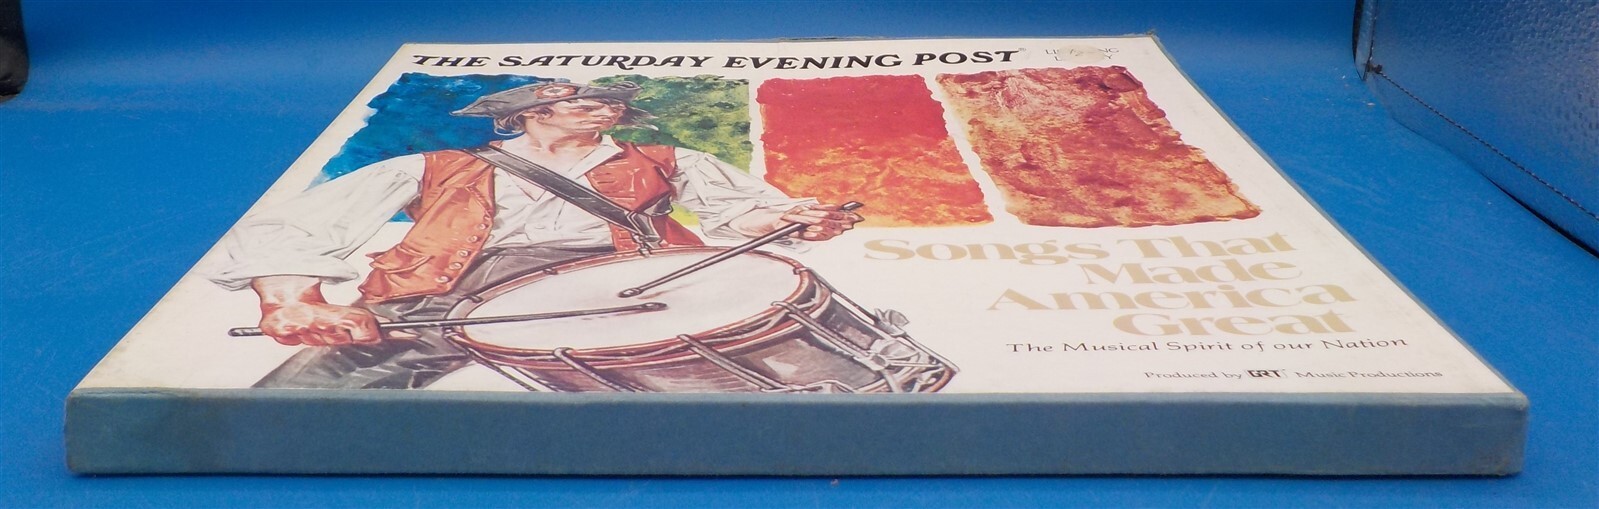 THE SATURDAY EVENING POST®
Songs That
Made
America
Great
The Musical Spirit of our Nation
Produced by GRT Music Productions